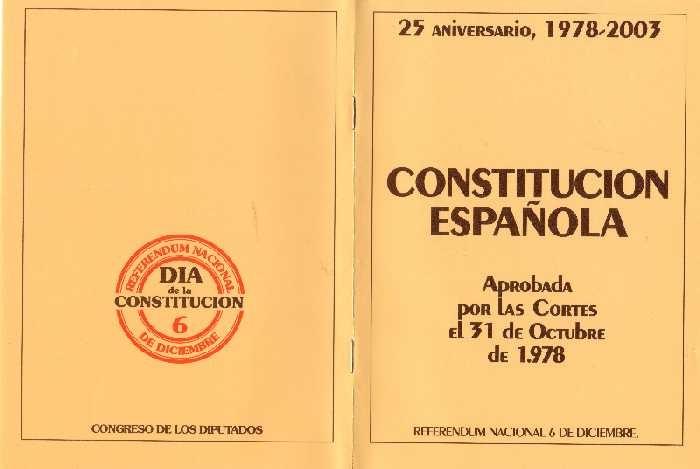 REFERENDUM NACIONAL
DIA
de la
CONSTITUCION
6
DE DICIEMBRE
CONGRESO DE LOS DIPUTADOS
25 ANIVERSARIO, 1978-2003
CONSTITUCION
ESPAÑOLA
APROBADA
POR LAS CORTES
el 31 de OCTUBRE
de 1.978
REFERENDUM NACIONAL 6 DE DICIEMBRE.